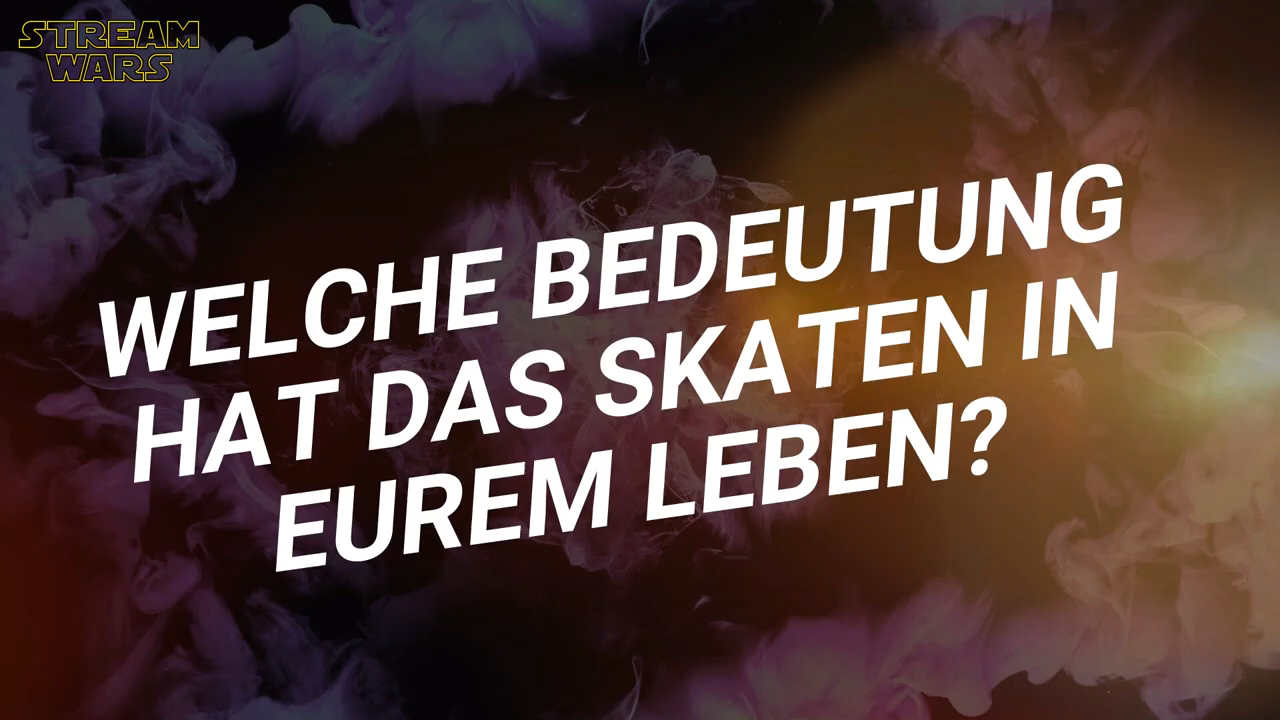 STREAM
WARS
WELCHE BEDEUTUNG
HAT DAS SKATEN IN
EUREM LEBEN?